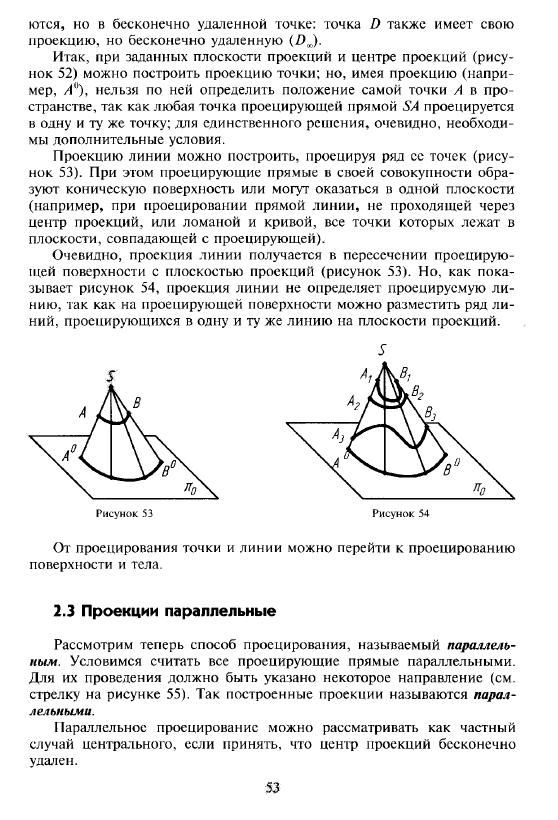 ются, но в бесконечно удаленной точке: точка D также имеет свою
проекцию, но бесконечно удаленную (D∞).
Итак, при заданных плоскости проекций и центре проекций (рису-
нок 52) можно построить проекцию точки; но, имея проекцию (напри-
мер, A⁰), нельзя по ней определить положение самой точки A в про-
странстве, так как любая точка проецирующей прямой SA проецируется
в одну и ту же точку; для единственного решения, очевидно, необходи-
мы дополнительные условия.
Проекцию линии можно построить, проецируя ряд ее точек (рису-
нок 53). При этом проецирующие прямые в своей совокупности обра-
зуют коническую поверхность или могут оказаться в одной плоскости
(например, при проецировании прямой линии, не проходящей через
центр проекций, или ломаной и кривой, все точки которых лежат в
плоскости, совпадающей с проецирующей).
Очевидно, проекция линии получается в пересечении проецирую-
щей поверхности с плоскостью проекций (рисунок 53). Но, как пока-
зывает рисунок 54, проекция линии не определяет проецируемую ли-
нию, так как на проецирующей поверхности можно разместить ряд ли-
ний, проецирующихся в одну и ту же линию на плоскости проекций.
S
A
B
A⁰
B⁰
π₀
Рисунок 53
S
A₁
B₁
A₂
B₂
A₃
B₃
A⁰
B⁰
π₀
Рисунок 54
От проецирования точки и линии можно перейти к проецированию
поверхности и тела.
2.3 Проекции параллельные
Рассмотрим теперь способ проецирования, называемый параллель-
ным. Условимся считать все проецирующие прямые параллельными.
Для их проведения должно быть указано некоторое направление (см.
стрелку на рисунке 55). Так построенные проекции называются парал-
лельными.
Параллельное проецирование можно рассматривать как частный
случай центрального, если принять, что центр проекций бесконечно
удален.
53